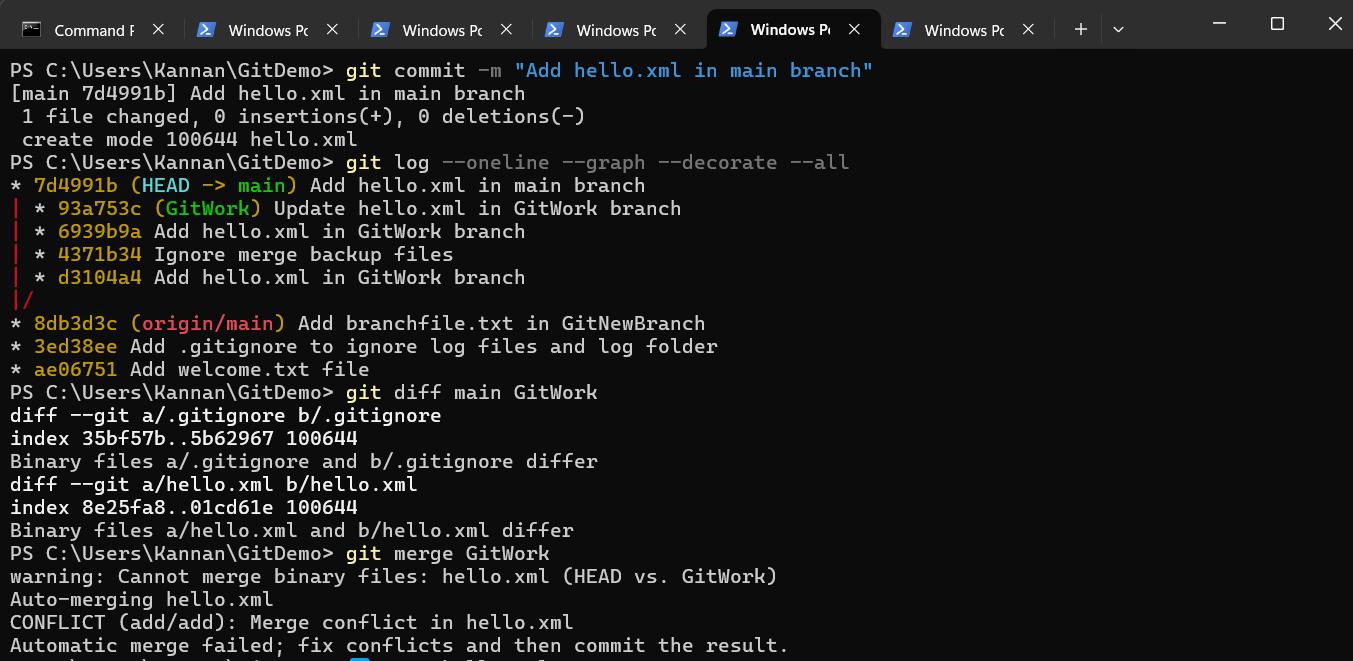 Command P
Windows Po
Windows Po
Windows Po
Windows Po
Windows Po
PS C:\Users\Kannan\GitDemo> git commit -m "Add hello.xml in main branch"
[main 7d4991b] Add hello.xml in main branch
 1 file changed, 0 insertions(+), 0 deletions(-)
 create mode 100644 hello.xml
PS C:\Users\Kannan\GitDemo> git log --oneline --graph --decorate --all
* 7d4991b (HEAD -> main) Add hello.xml in main branch
| * 93a753c (GitWork) Update hello.xml in GitWork branch
| * 6939b9a Add hello.xml in GitWork branch
| * 4371b34 Ignore merge backup files
| * d3104a4 Add hello.xml in GitWork branch
|/
* 8db3d3c (origin/main) Add branchfile.txt in GitNewBranch
* 3ed38ee Add .gitignore to ignore log files and log folder
* ae06751 Add welcome.txt file
PS C:\Users\Kannan\GitDemo> git diff main GitWork
diff --git a/.gitignore b/.gitignore
index 35bf57b..5b62967 100644
Binary files a/.gitignore and b/.gitignore differ
diff --git a/hello.xml b/hello.xml
index 8e25fa8..01cd61e 100644
Binary files a/hello.xml and b/hello.xml differ
PS C:\Users\Kannan\GitDemo> git merge GitWork
warning: Cannot merge binary files: hello.xml (HEAD vs. GitWork)
Auto-merging hello.xml
CONFLICT (add/add): Merge conflict in hello.xml
Automatic merge failed; fix conflicts and then commit the result.